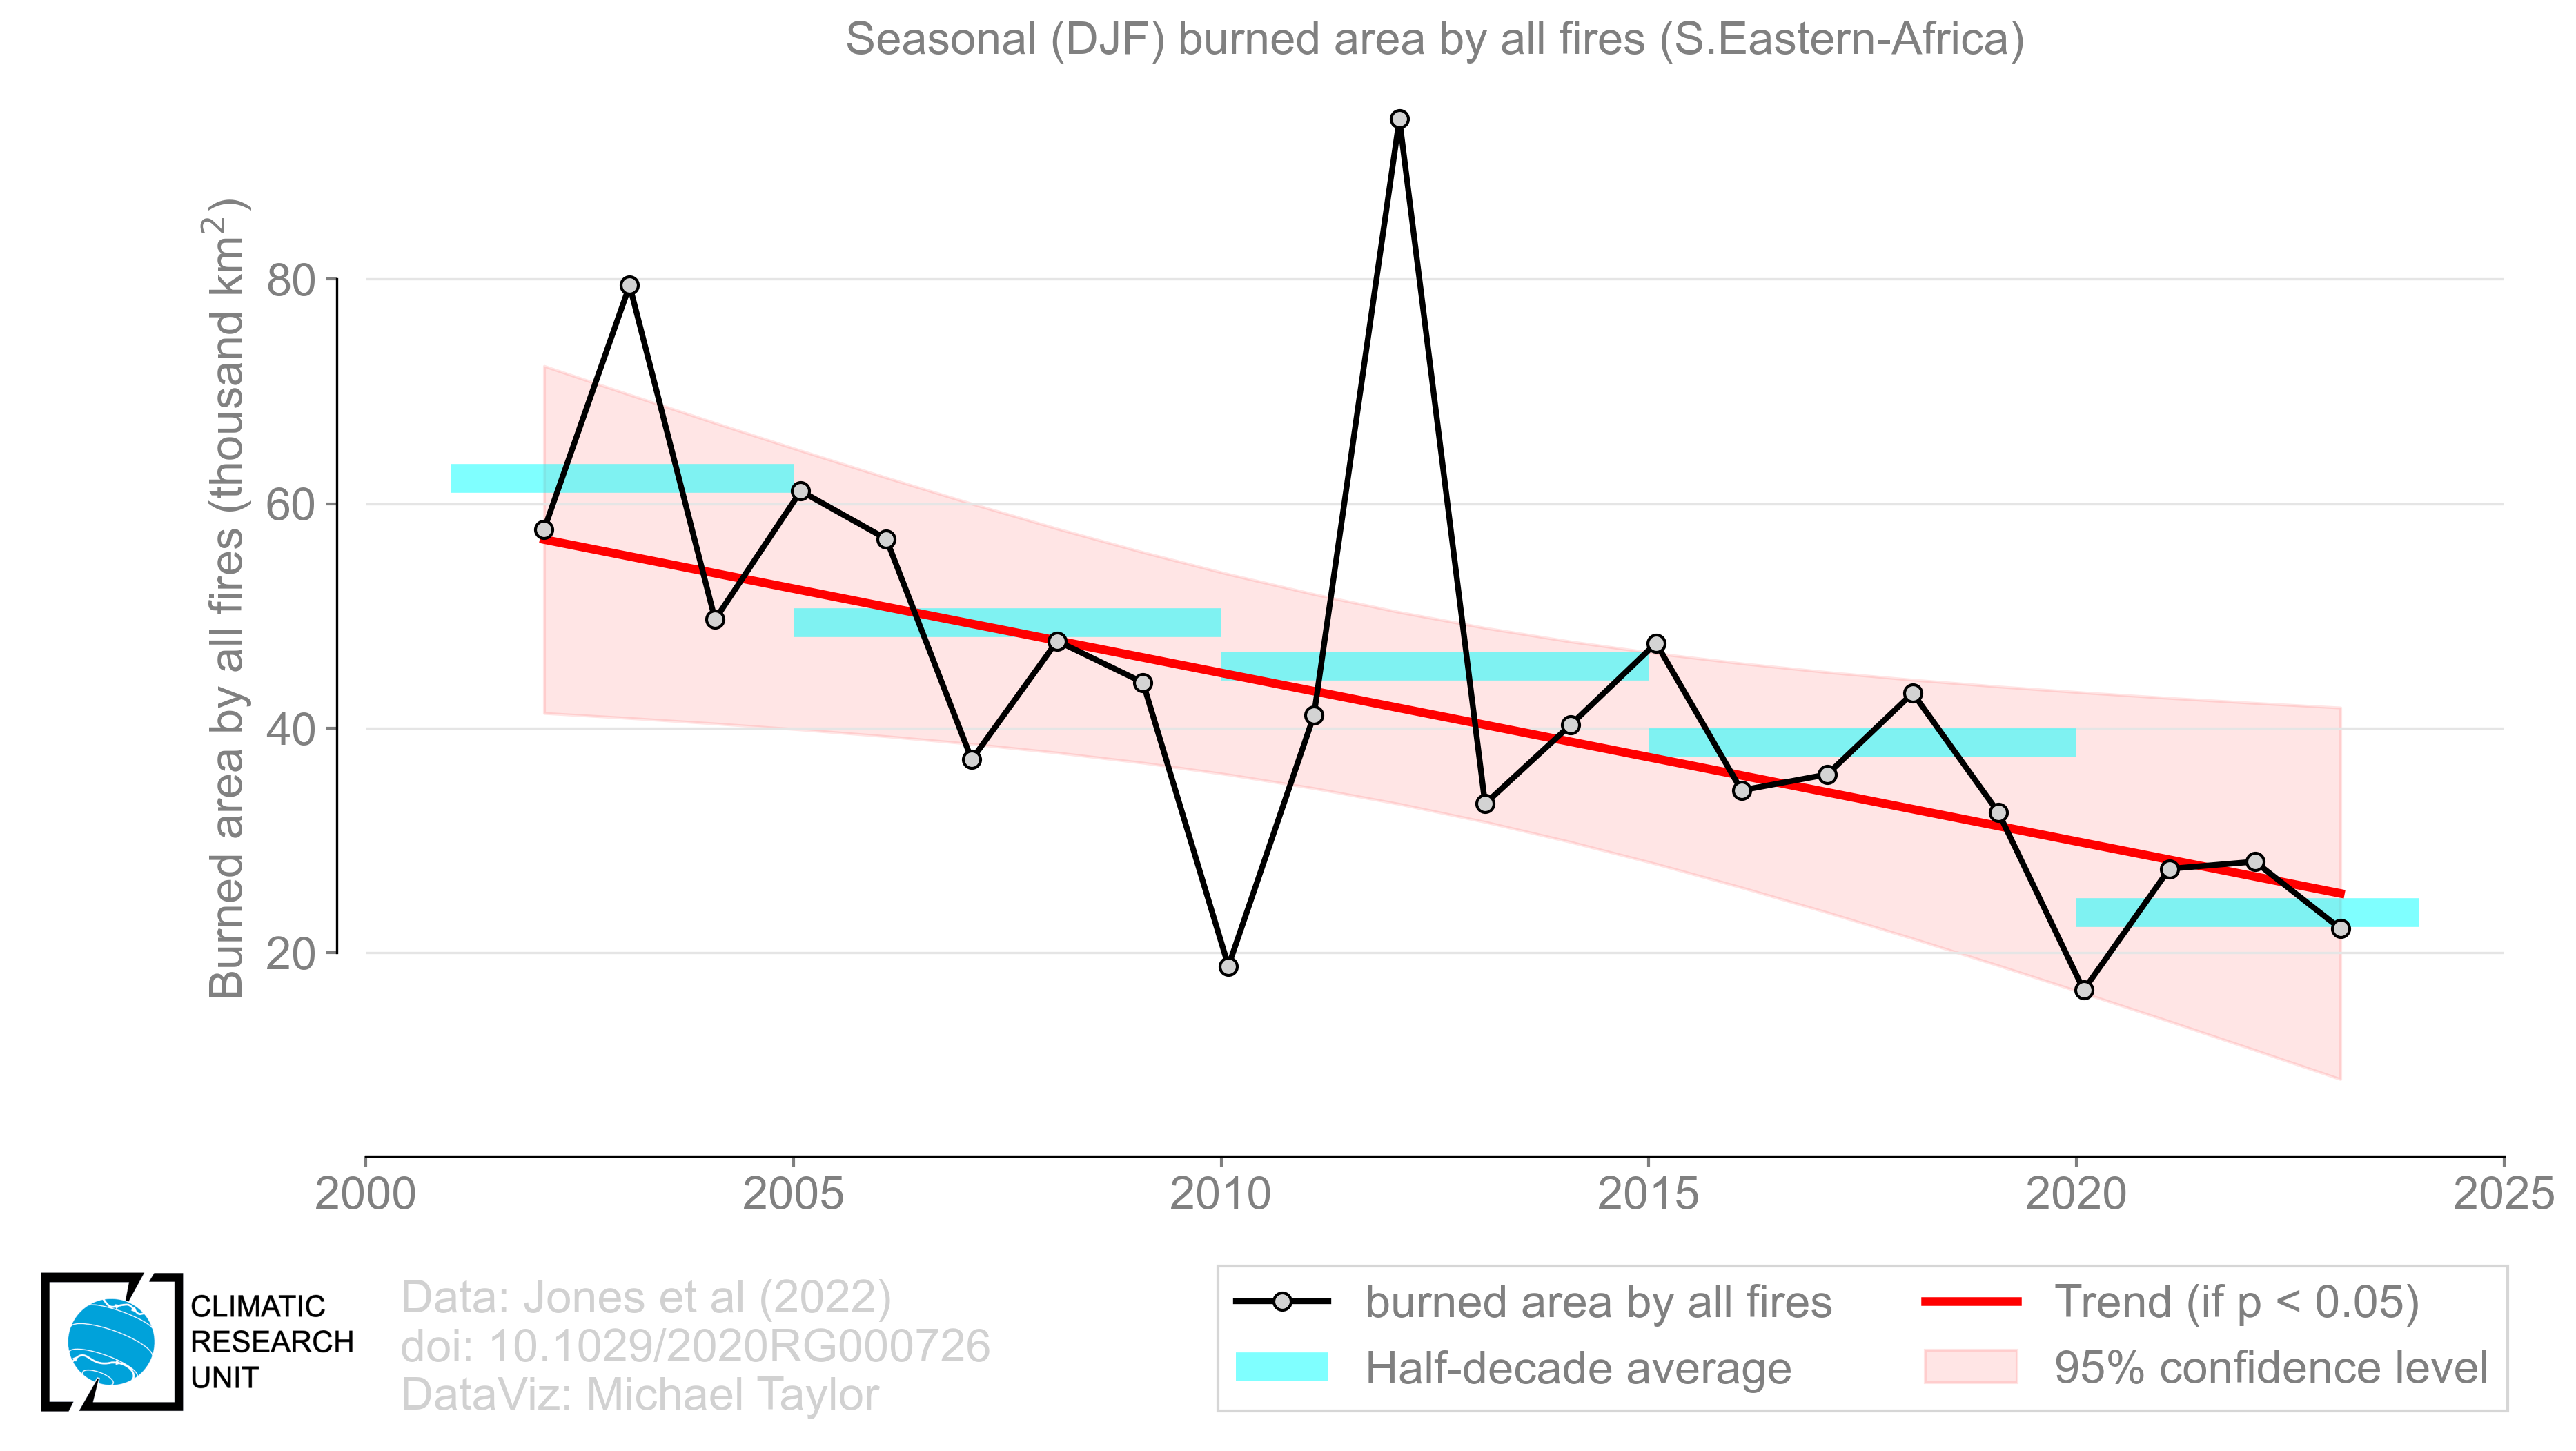 Seasonal (DJF) burned area by all fires (S.Eastern-Africa)
Burned area by all fires (thousand km²)
80
60
40
20
2000
2005
2010
2015
2020
2025
CLIMATIC
RESEARCH
UNIT
Data: Jones et al (2022)
doi: 10.1029/2020RG000726
DataViz: Michael Taylor
burned area by all fires
Half-decade average
Trend (if p < 0.05)
95% confidence level